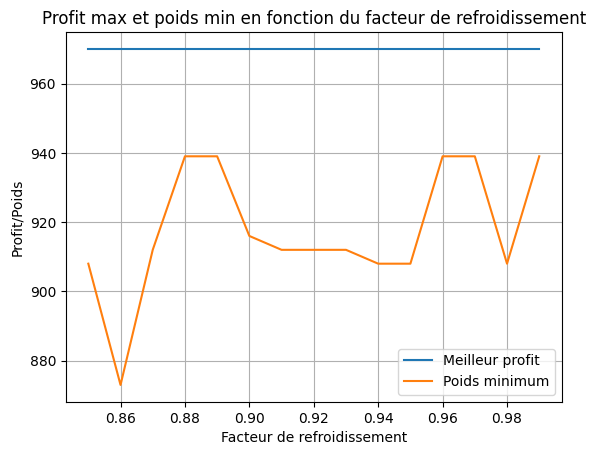 Profit max et poids min en fonction du facteur de refroidissement
Profit/Poids
960
940
920
900
880
0.86 0.88 0.90 0.92 0.94 0.96 0.98
Facteur de refroidissement
Meilleur profit
Poids minimum